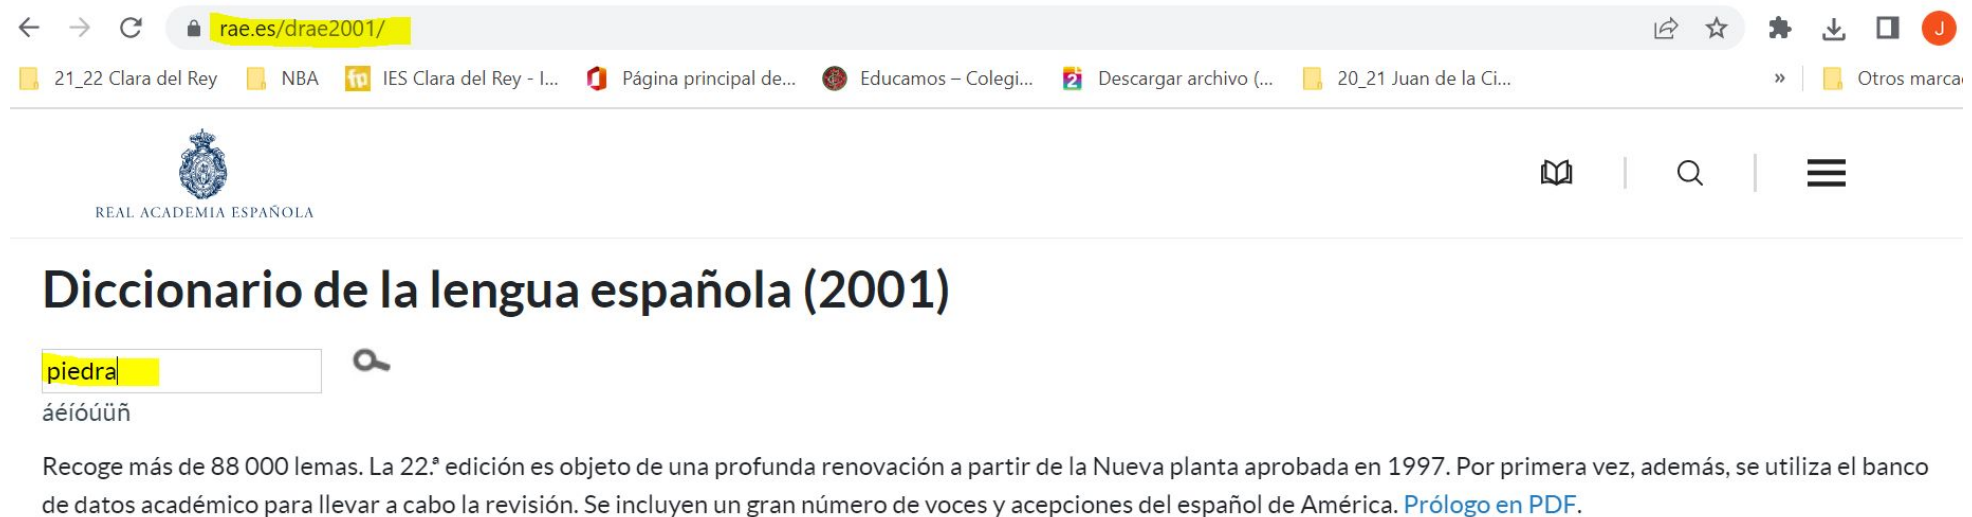 rae.es/drae2001/
J
21_22 Clara del Rey NBA fp IES Clara del Rey - I... Página principal de... Educamos – Colegi... 2 Descargar archivo (... 20_21 Juan de la Ci... » Otros marca
REAL ACADEMIA ESPAÑOLA
Diccionario de la lengua española (2001)
piedra
áéíóúüñ
Recoge más de 88 000 lemas. La 22.ª edición es objeto de una profunda renovación a partir de la Nueva planta aprobada en 1997. Por primera vez, además, se utiliza el banco
de datos académico para llevar a cabo la revisión. Se incluyen un gran número de voces y acepciones del español de América. Prólogo en PDF.